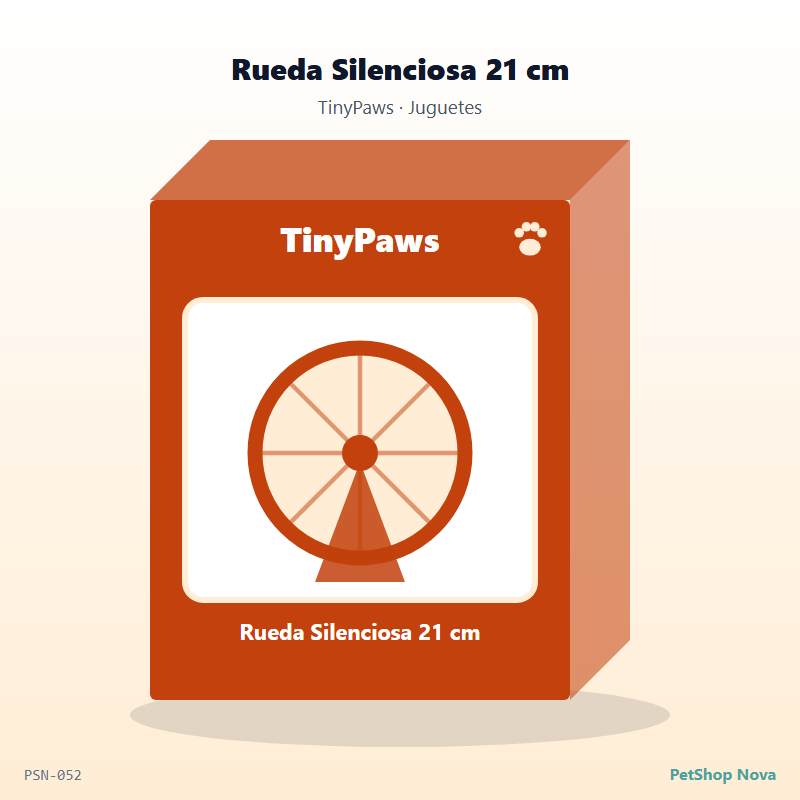 Rueda Silenciosa 21 cm
TinyPaws · Juguetes
TinyPaws
Rueda Silenciosa 21 cm
PSN-052
PetShop Nova